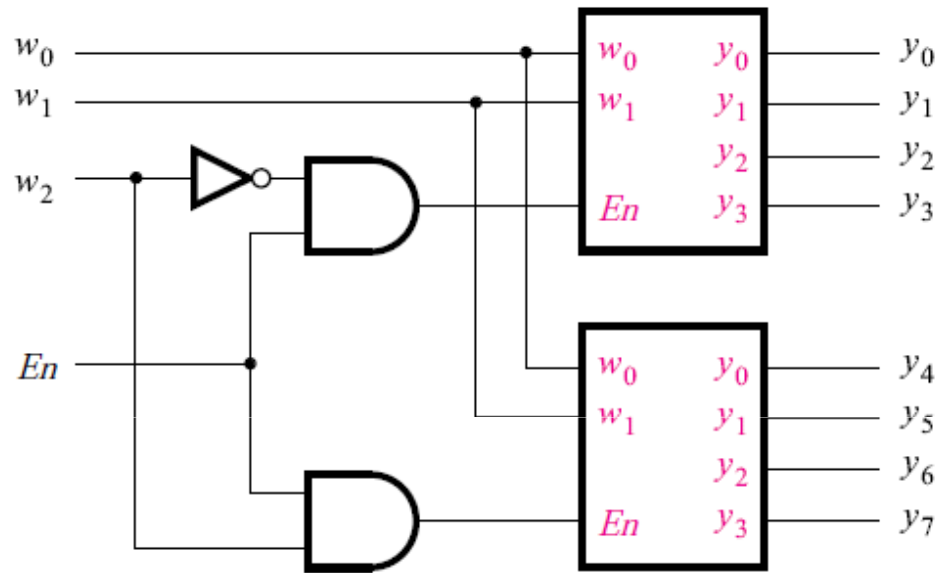 w₀ w₀ y₀ y₀
w₁ w₁ y₁ y₁
y₂ y₂
w₂
En y₃ y₃
En w₀ y₀ y₄
w₁ y₁ y₅
y₂ y₆
En y₃ y₇